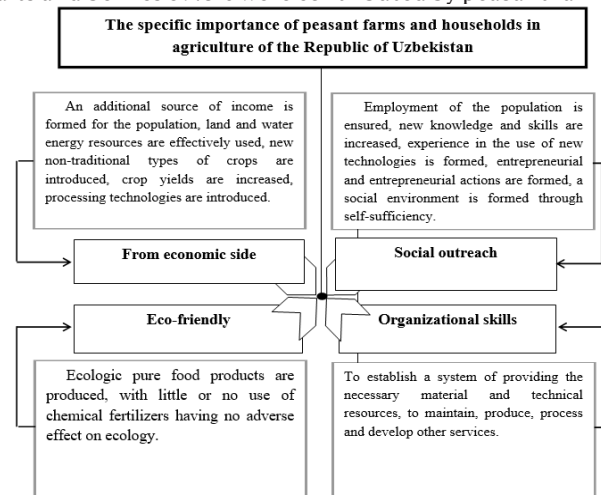 The specific importance of peasant farms and households in
agriculture of the Republic of Uzbekistan
An additional source of income is
formed for the population, land and water
energy resources are effectively used, new
non-traditional types of crops are
introduced, crop yields are increased,
processing technologies are introduced.
Employment of the population is
ensured, new knowledge and skills are
increased, experience in the use of new
technologies is formed, entrepreneurial
and entrepreneurial actions are formed, a
social environment is formed through
self-sufficiency.
From economic side
Social outreach
Eco-friendly
Organizational skills
Ecologic pure food products are
produced, with little or no use of
chemical fertilizers having no adverse
effect on ecology.
To establish a system of providing the
necessary material and technical
resources, to maintain, produce, process
and develop other services.